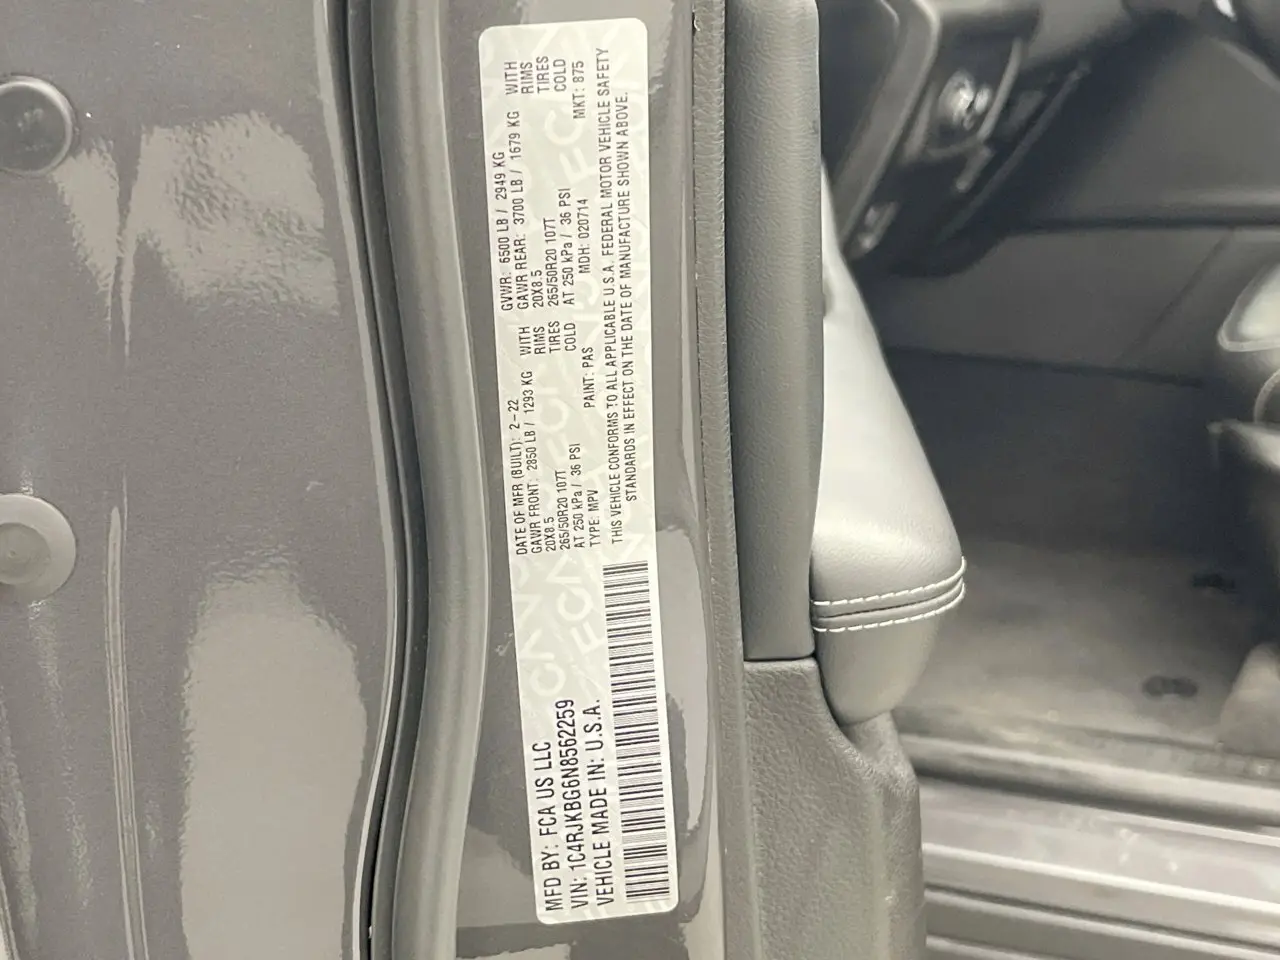 MFD BY: FCA US LLC
DATE OF MFR (BUILT): 2-22
GVWR: 6500 LB / 2949 KG
GAWR FRONT: 2850 LB / 1293 KG WITH
20X8.5 RIMS
265/50R20 107T TIRES
AT 250 kPa / 36 PSI COLD
GAWR REAR: 3700 LB / 1679 KG WITH
20X8.5 RIMS
265/50R20 107T TIRES
AT 250 kPa / 36 PSI COLD
VIN: 1C4RJKBG6N8562259
TYPE: MPV PAINT: PAS MDH: 020714 MKT: 875
VEHICLE MADE IN: U.S.A.
THIS VEHICLE CONFORMS TO ALL APPLICABLE U.S.A. FEDERAL MOTOR VEHICLE SAFETY
STANDARDS IN EFFECT ON THE DATE OF MANUFACTURE SHOWN ABOVE.